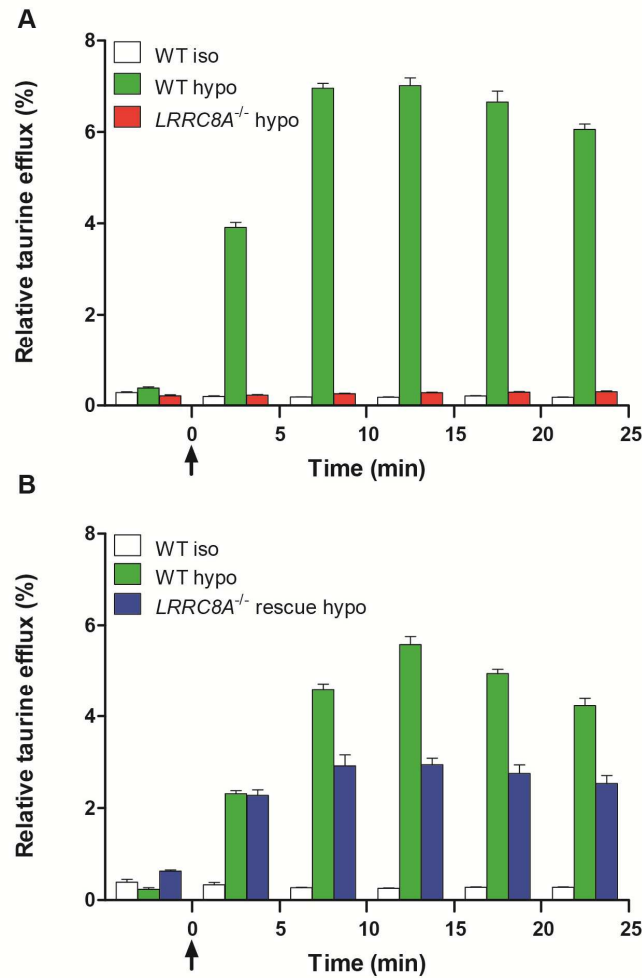 A
Relative taurine efflux (%)
8
6
4
2
0
WT iso
WT hypo
LRRC8A-/- hypo
0 5 10 15 20 25
Time (min)
B
Relative taurine efflux (%)
8
6
4
2
0
WT iso
WT hypo
LRRC8A-/- rescue hypo
0 5 10 15 20 25
Time (min)